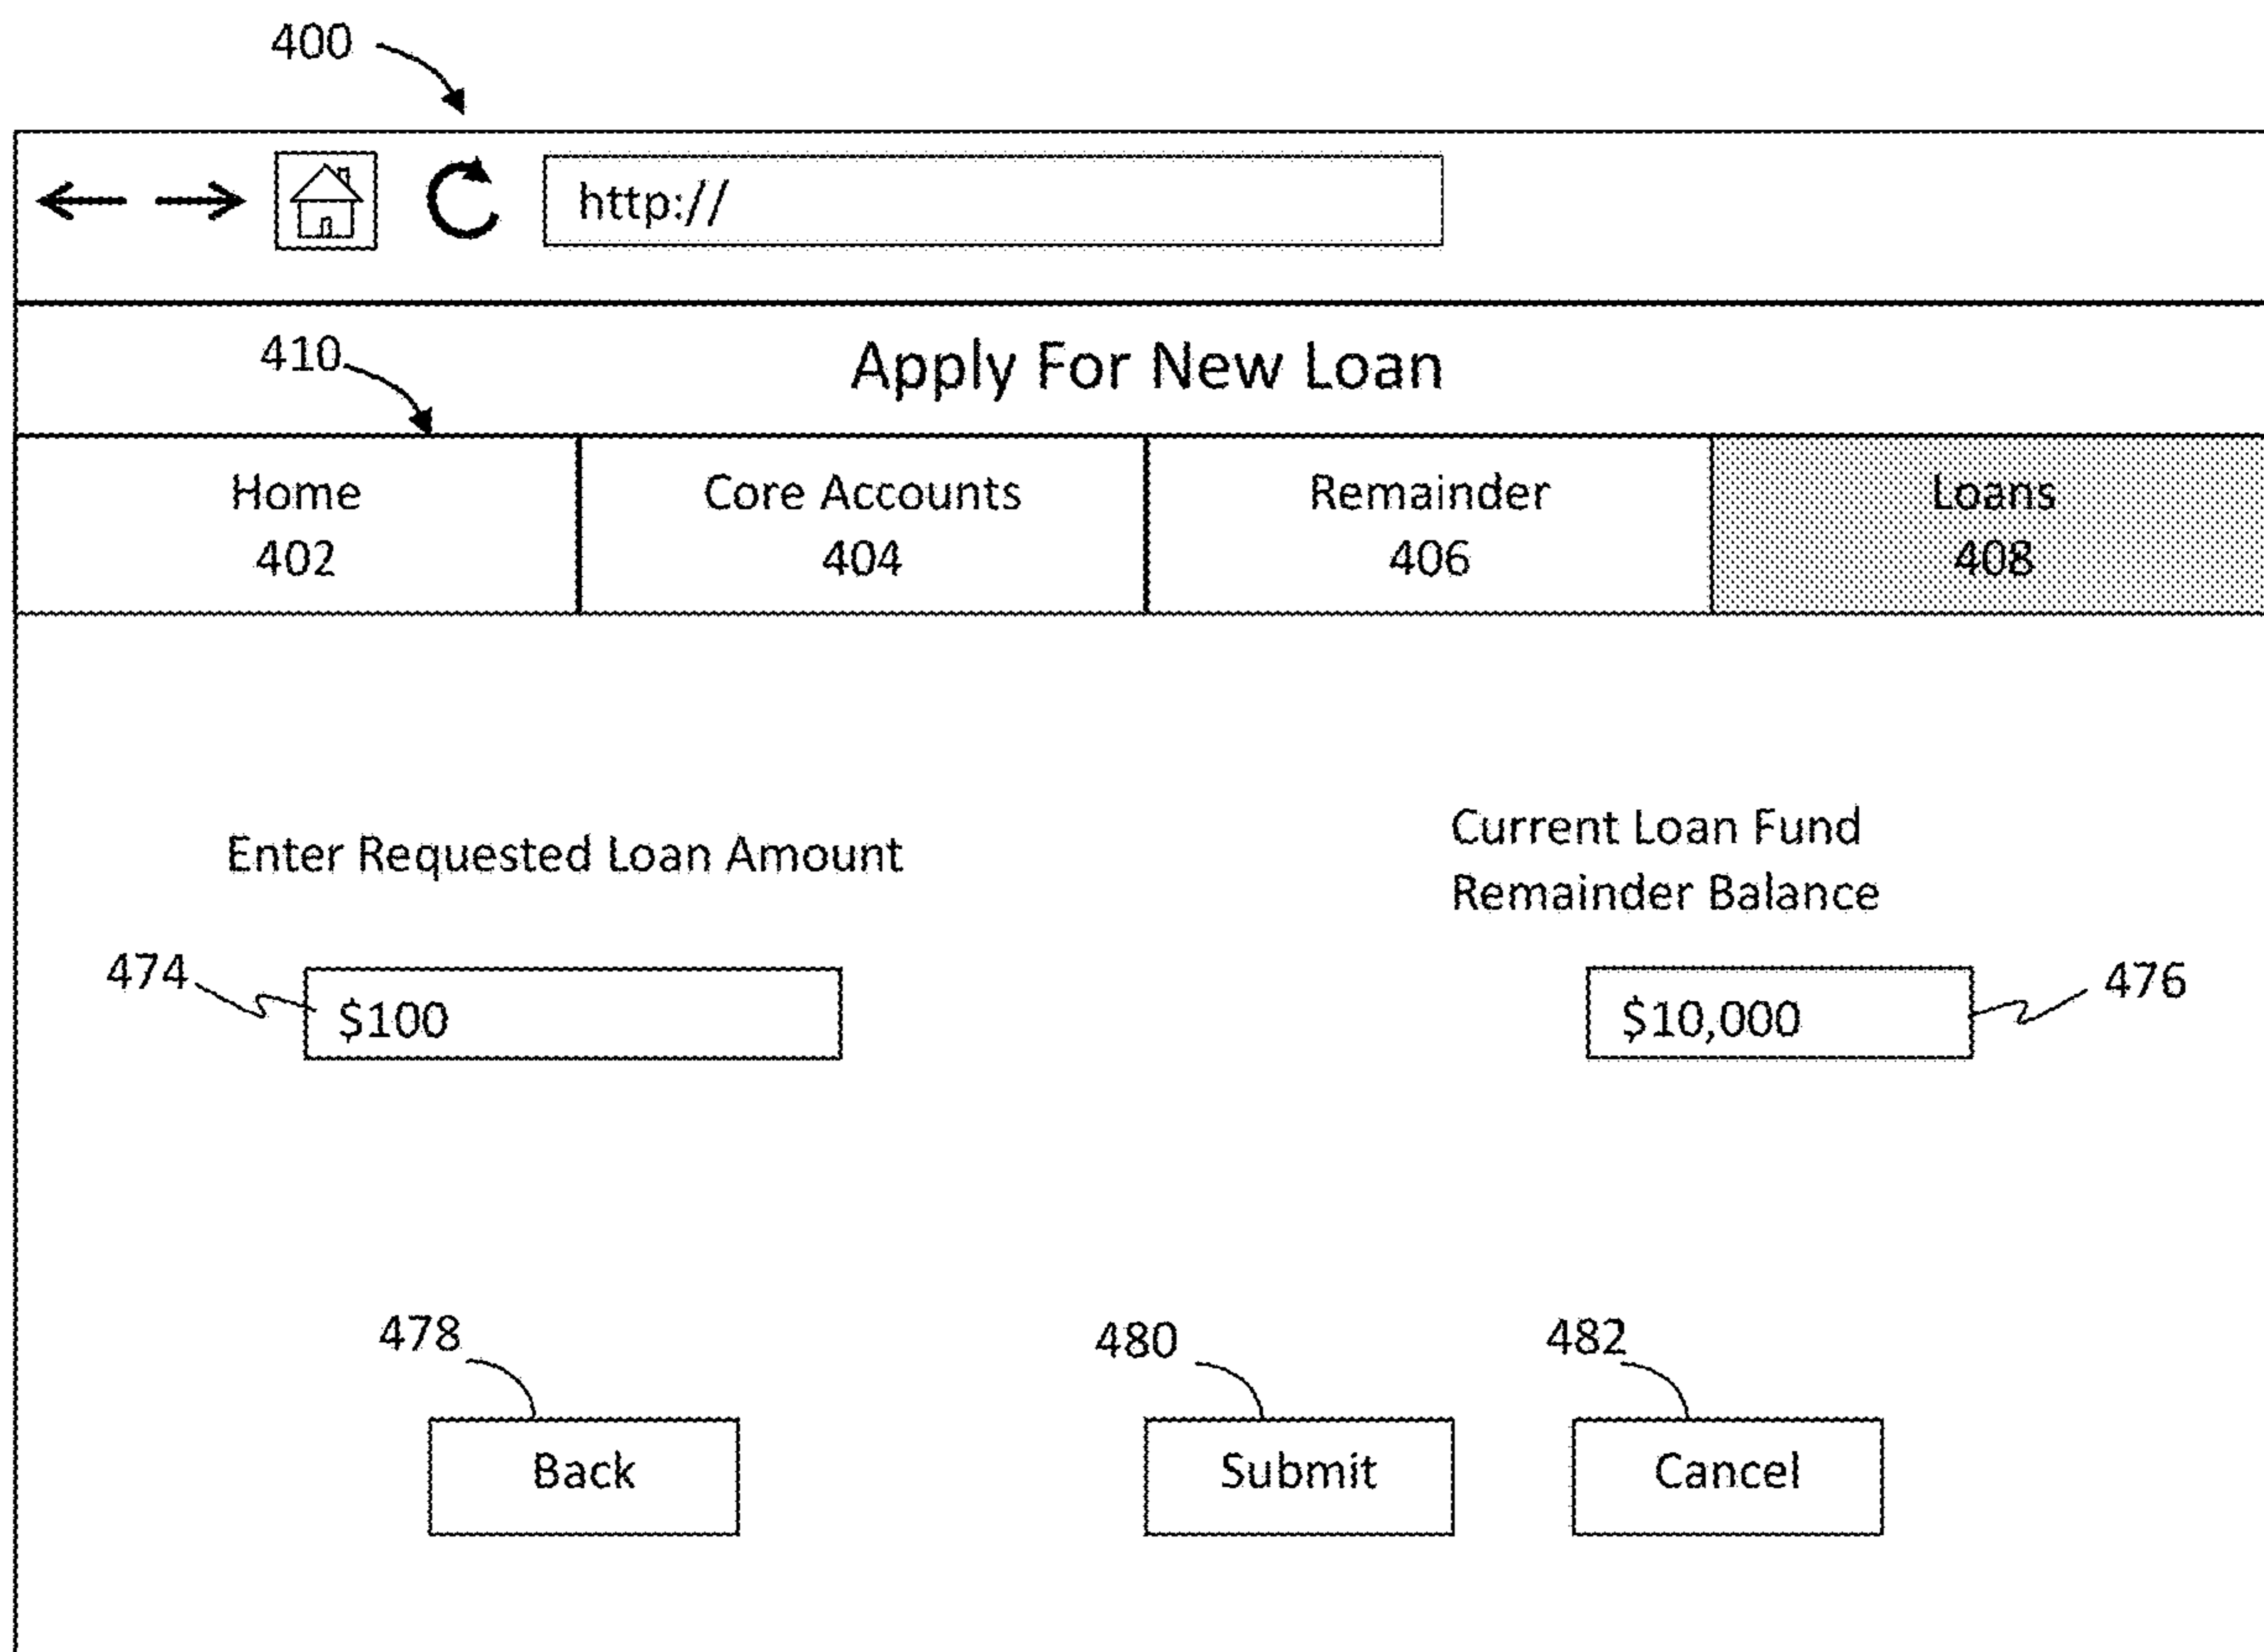 400
http://
410
Apply For New Loan
Home
402
Core Accounts
404
Remainder
406
Loans
408
Enter Requested Loan Amount
Current Loan Fund
Remainder Balance
474
$100
$10,000
476
478
480
482
Back
Submit
Cancel